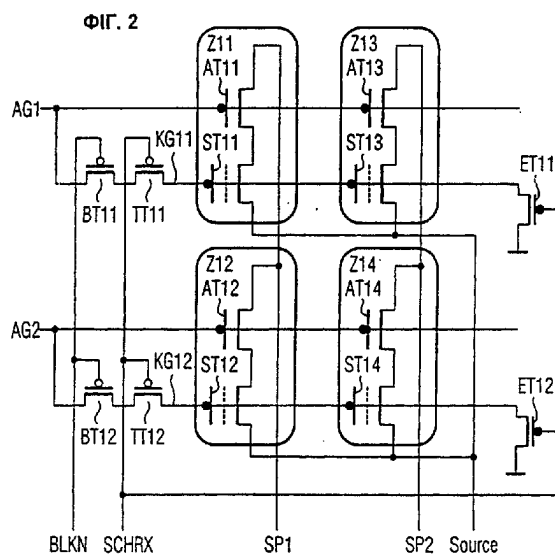 ФІГ. 2
Z11
AT11
Z13
AT13
AG1
ST11
KG11
ST13
ET11
BT11
TT11
Z12
AT12
Z14
AT14
AG2
ST12
KG12
ST14
ET12
BT12
TT12
BLKN
SCHRX
SP1
SP2
Source